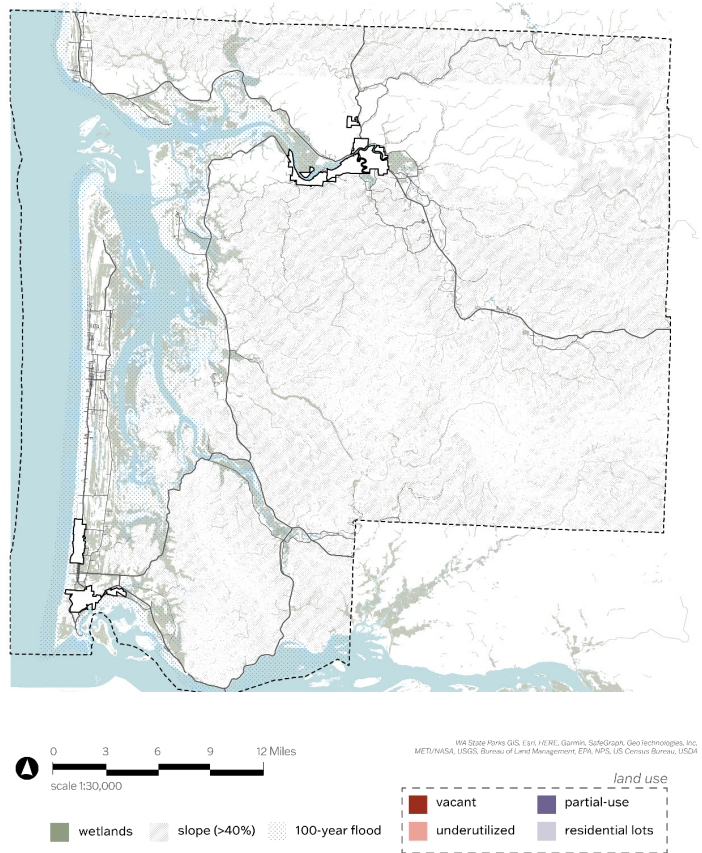 WA State Parks GIS, Esri, HERE, Garmin, SafeGraph, GeoTechnologies, Inc,
METI/NASA, USGS, Bureau of Land Management, EPA, NPS, US Census Bureau, USDA
0 3 6 9 12 Miles
scale 1:30,000
land use
wetlands slope (>40%) 100-year flood
vacant partial-use
underutilized residential lots